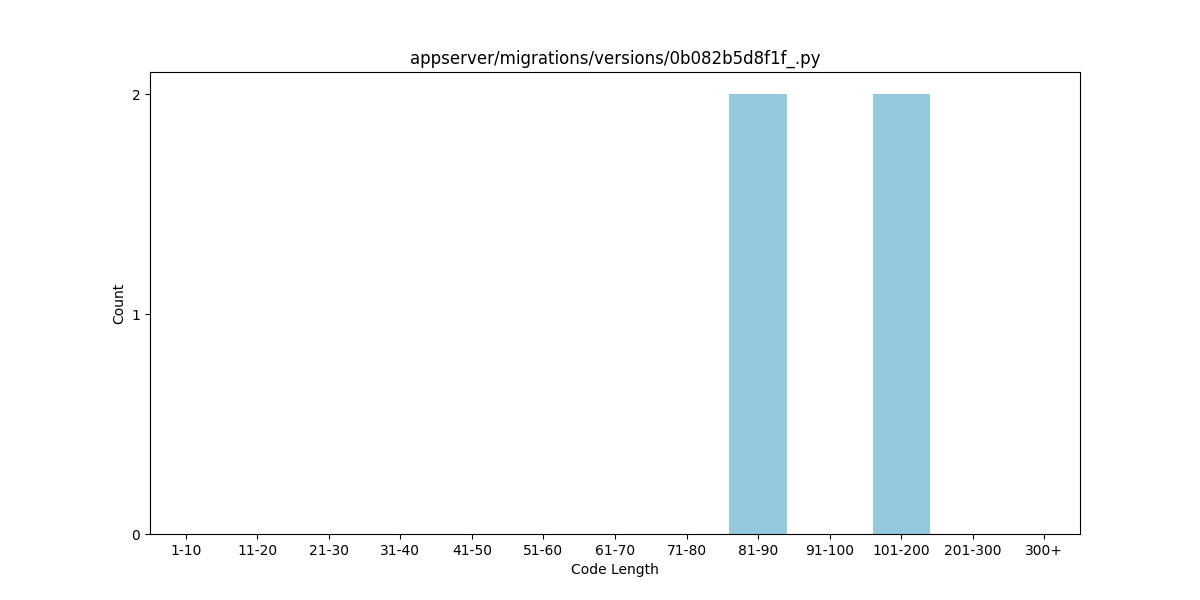 appserver/migrations/versions/0b082b5d8f1f_.py
2
1
0
Count
1-10 11-20 21-30 31-40 41-50 51-60 61-70 71-80 81-90 91-100 101-200 201-300 300+
Code Length